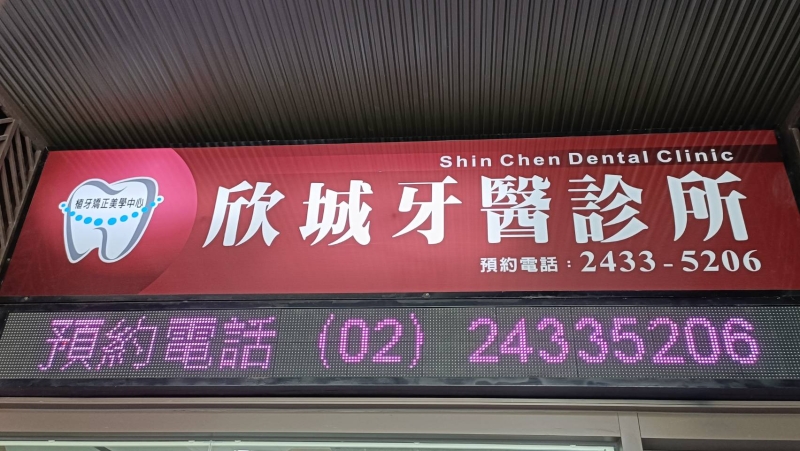 Shin Chen Dental Clinic
植牙矯正美學中心
欣城牙醫診所
預約電話：2433-5206
預約電話 (02) 24335206